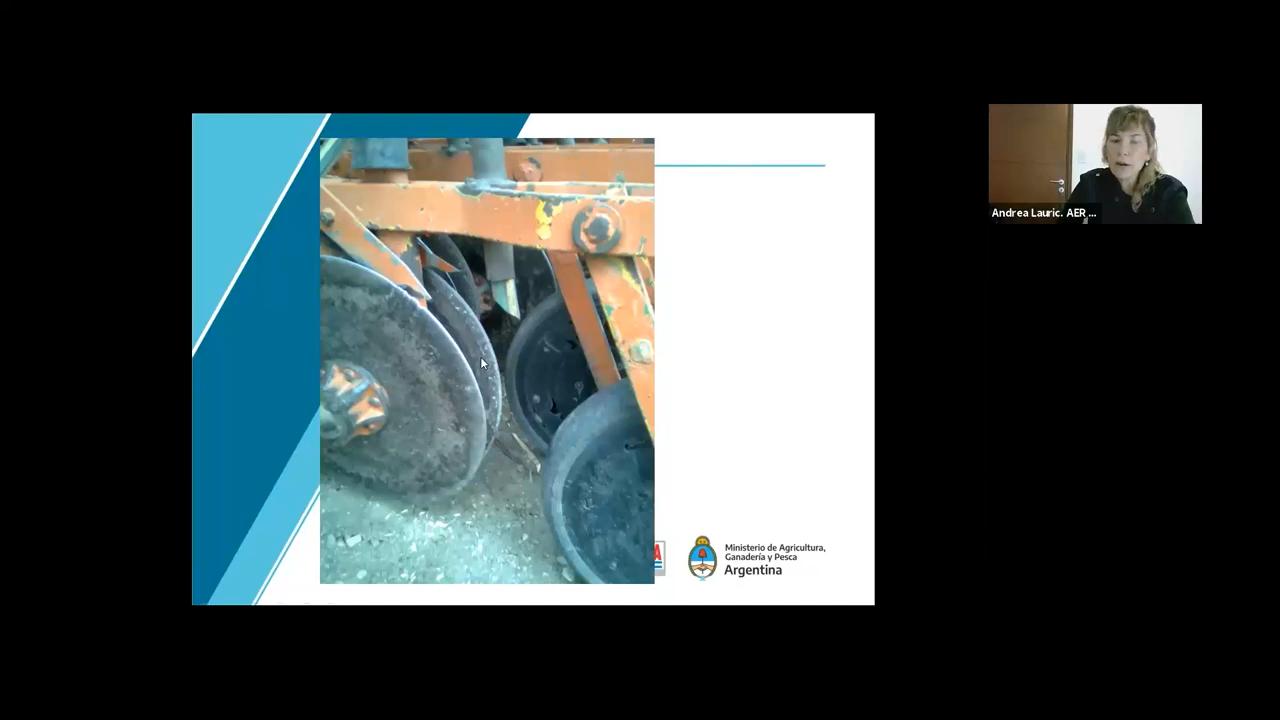 Andrea Lauric. AER ...
A
Ministerio de Agricultura,
Ganadería y Pesca
Argentina